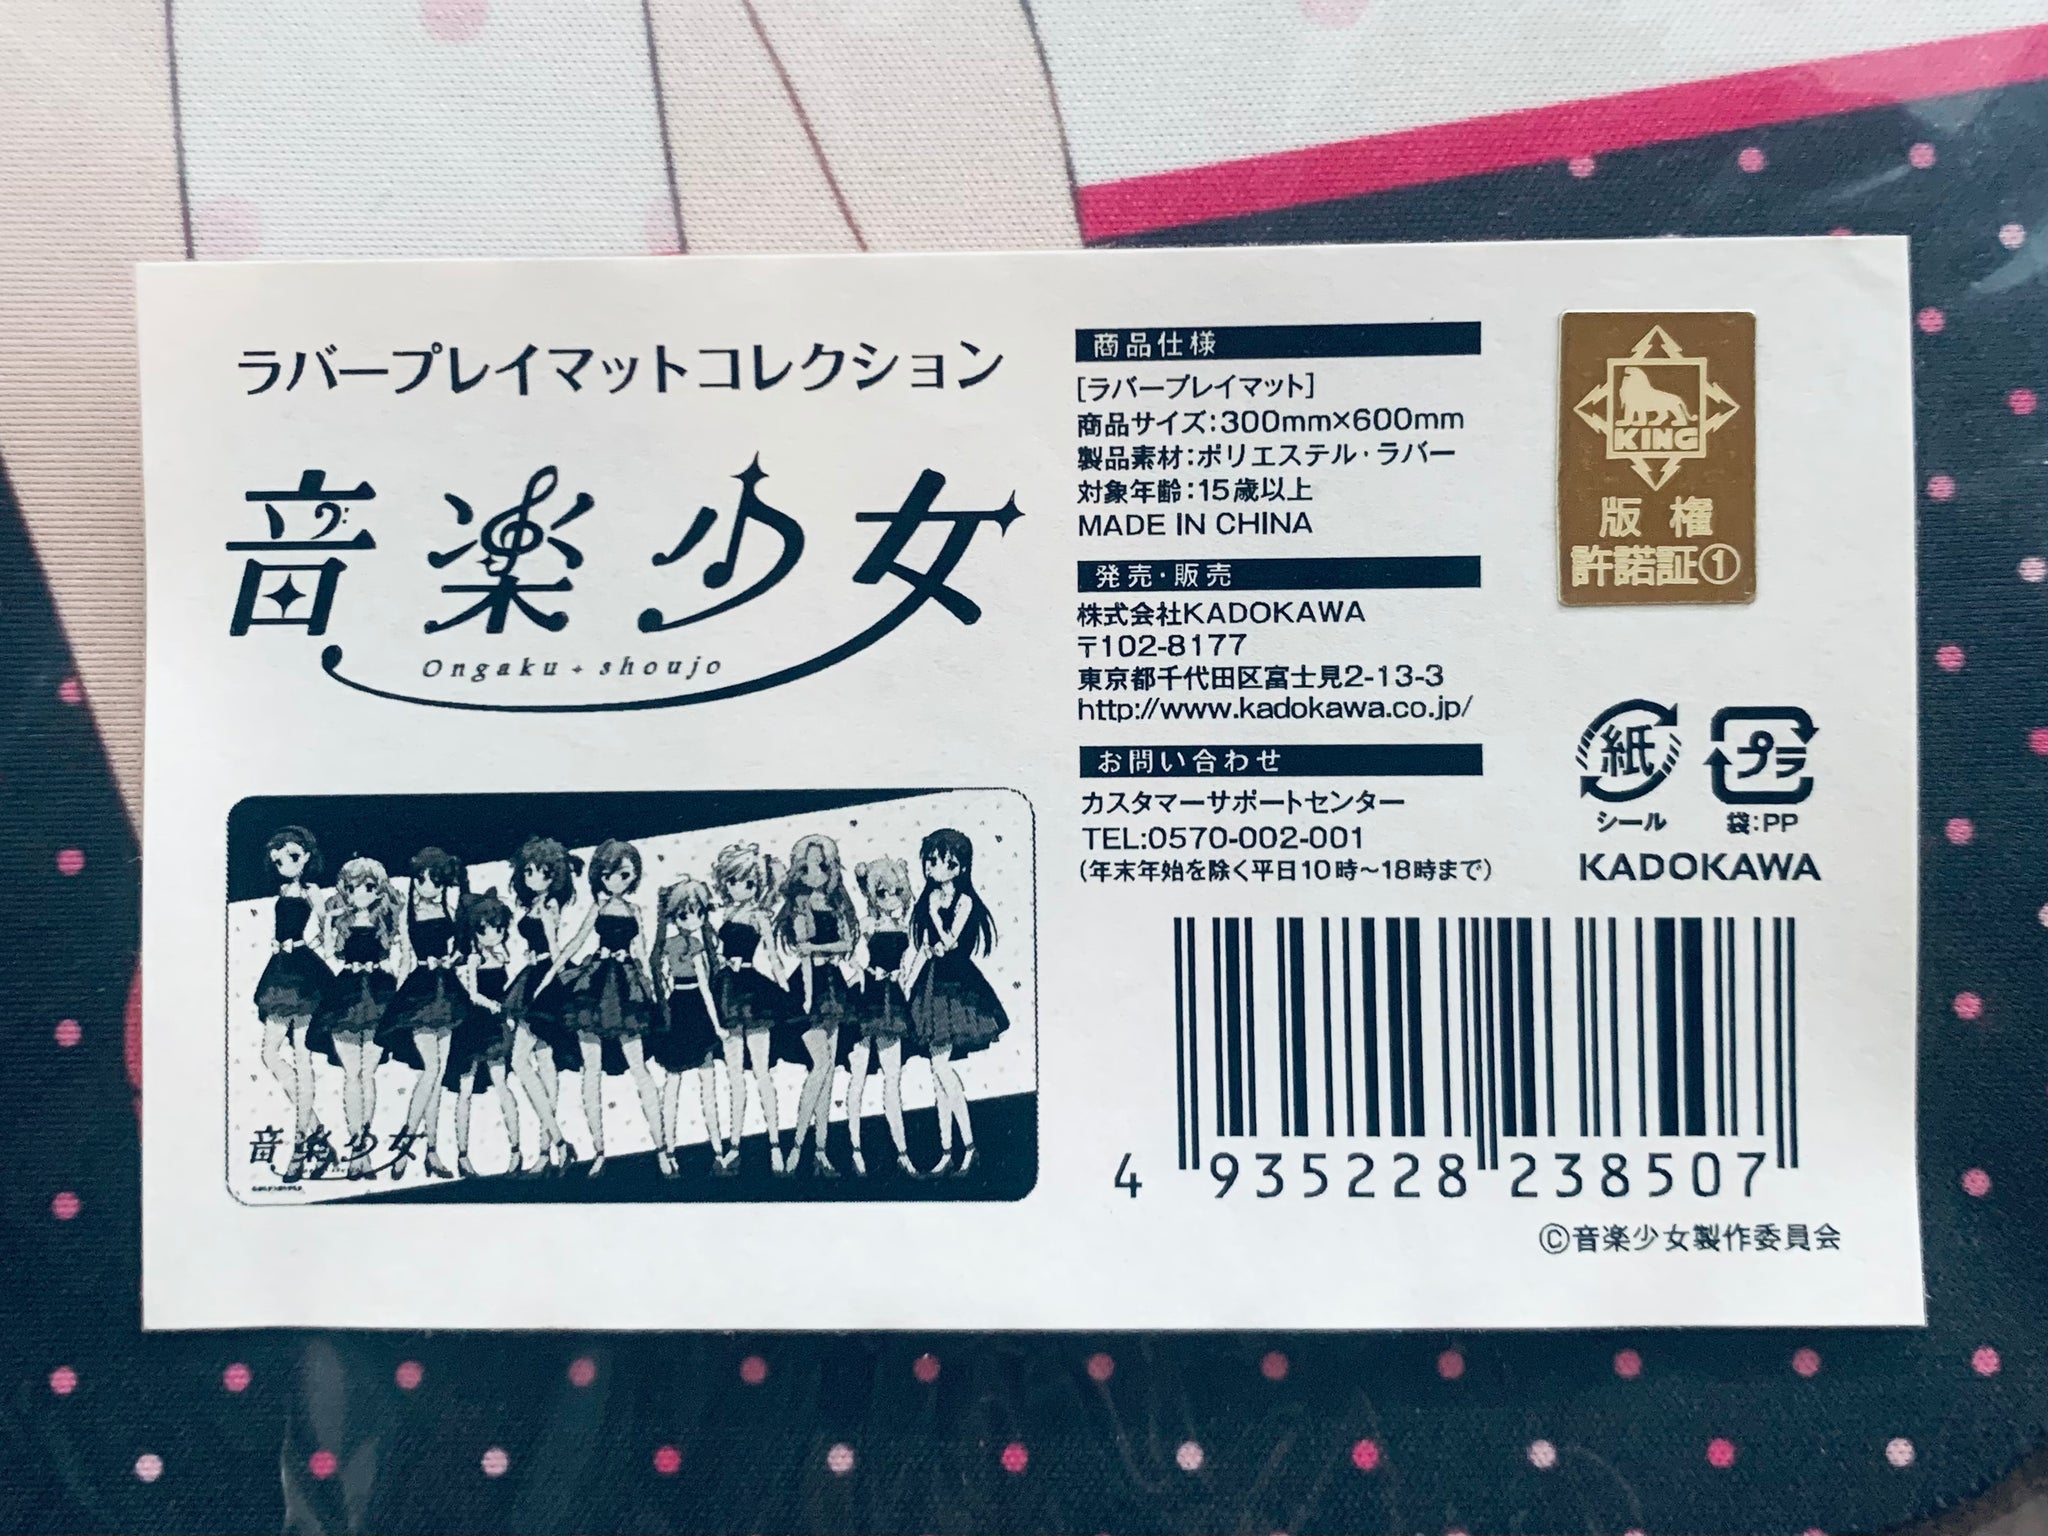 ラバープレイマットコレクション
音楽少女
Ongaku shoujo
音楽少女
商品仕様
[ラバープレイマット]
商品サイズ:300mm×600mm
製品素材:ポリエステル・ラバー
対象年齢:15歳以上
MADE IN CHINA
発売・販売
株式会社KADOKAWA
〒102-8177
東京都千代田区富士見2-13-3
http://www.kadokawa.co.jp/
お問い合わせ
カスタマーサポートセンター
TEL:0570-002-001
(年末年始を除く平日10時～18時まで)
KING
版権
許諾証①
紙
シール
プラ
袋:PP
KADOKAWA
4 935228 238507
©音楽少女製作委員会